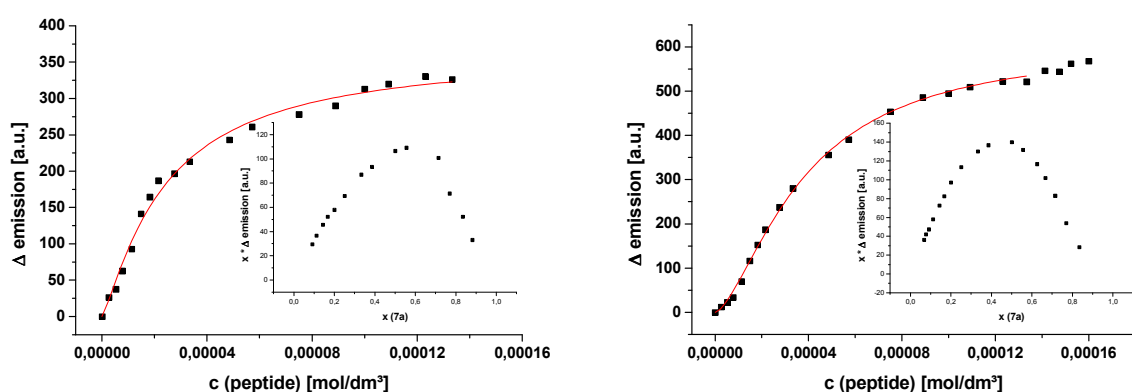 400
350
300
250
200
150
100
50
0
Δ emission [a.u.]
0,00000 0,00004 0,00008 0,00012 0,00016
c (peptide) [mol/dm³]
120
100
80
60
40
20
0
x * Δ emission [a.u.]
0,0 0,2 0,4 0,6 0,8 1,0
x (7a)
600
500
400
300
200
100
0
Δ emission [a.u.]
0,00000 0,00004 0,00008 0,00012 0,00016
c (peptide) [mol/dm³]
160
140
120
100
80
60
40
20
0
-20
x * Δ emission [a.u.]
0,0 0,2 0,4 0,6 0,8 1,0
x (7a)